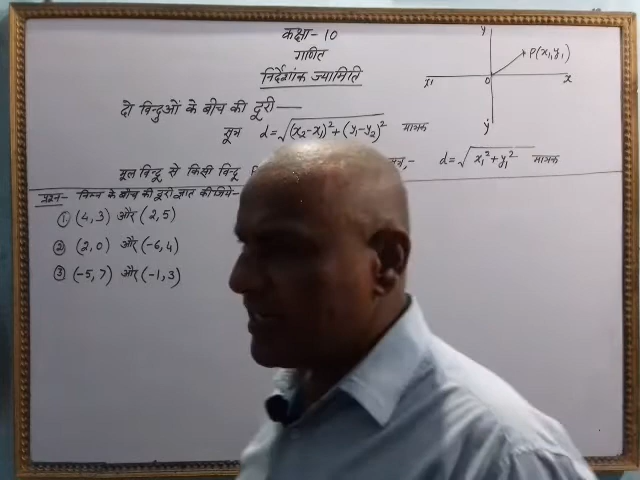 कक्षा- 10
गणित
निर्देशांक ज्यामिति
y
P(x₁,y₁)
x¹ 0 x
y¹
दो बिन्दुओं के बीच की दूरी —
सूत्र d=√(x₂-x₁)²+(y₁-y₂)² मात्रक
मूल बिन्दु से किसी बिन्दु d=√x₁²+y₁² मात्रक
प्रश्न- निम्न के बीच की दूरी ज्ञात कीजिये-
① (4, 3) और (2, 5)
② (2, 0) और (-6, 4)
③ (-5, 7) और (-1, 3)